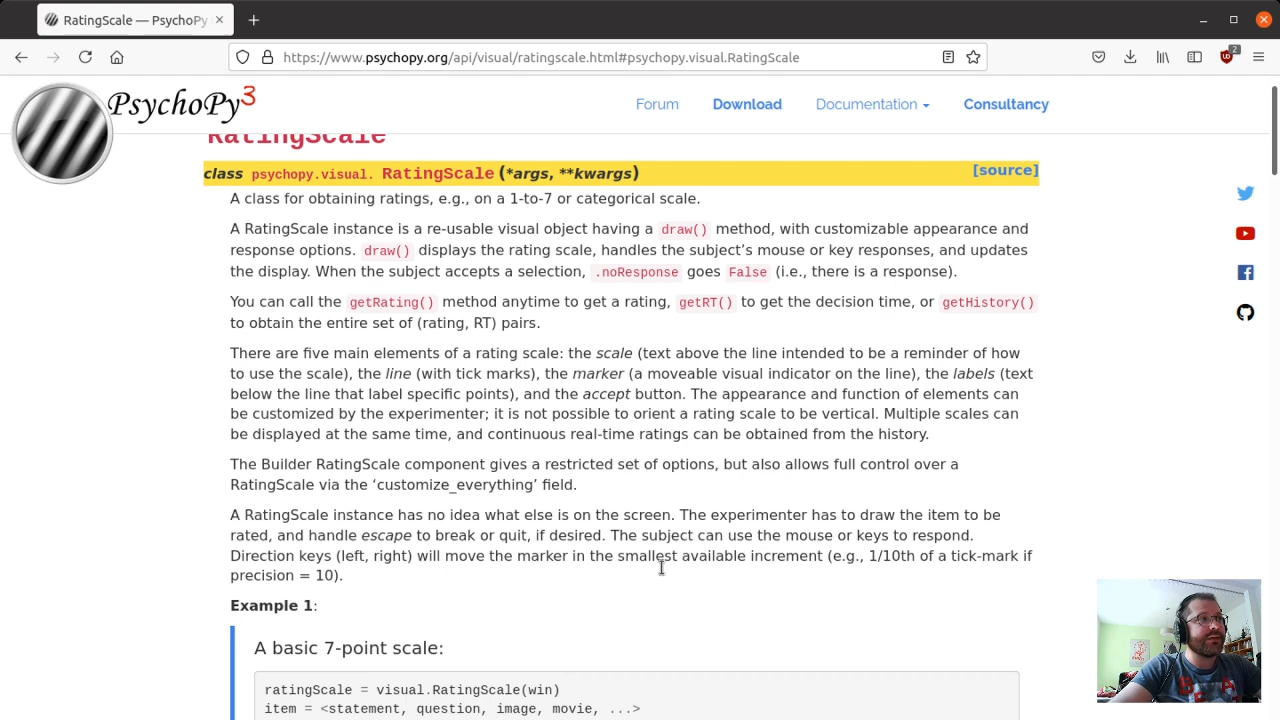 RatingScale — PsychoPy
https://www.psychopy.org/api/visual/ratingscale.html#psychopy.visual.RatingScale
2
PsychoPy3
Forum
Download
Documentation
Consultancy
RatingScale
class psychopy.visual. RatingScale (*args, **kwargs)
[source]
A class for obtaining ratings, e.g., on a 1-to-7 or categorical scale.
A RatingScale instance is a re-usable visual object having a draw() method, with customizable appearance and
response options. draw() displays the rating scale, handles the subject’s mouse or key responses, and updates
the display. When the subject accepts a selection, .noResponse goes False (i.e., there is a response).
You can call the getRating() method anytime to get a rating, getRT() to get the decision time, or getHistory()
to obtain the entire set of (rating, RT) pairs.
There are five main elements of a rating scale: the scale (text above the line intended to be a reminder of how
to use the scale), the line (with tick marks), the marker (a moveable visual indicator on the line), the labels (text
below the line that label specific points), and the accept button. The appearance and function of elements can
be customized by the experimenter; it is not possible to orient a rating scale to be vertical. Multiple scales can
be displayed at the same time, and continuous real-time ratings can be obtained from the history.
The Builder RatingScale component gives a restricted set of options, but also allows full control over a
RatingScale via the ‘customize_everything’ field.
A RatingScale instance has no idea what else is on the screen. The experimenter has to draw the item to be
rated, and handle escape to break or quit, if desired. The subject can use the mouse or keys to respond.
Direction keys (left, right) will move the marker in the smallest available increment (e.g., 1/10th of a tick-mark if
precision = 10).
Example 1:
A basic 7-point scale:
ratingScale = visual.RatingScale(win)
item = <statement, question, image, movie, ...>